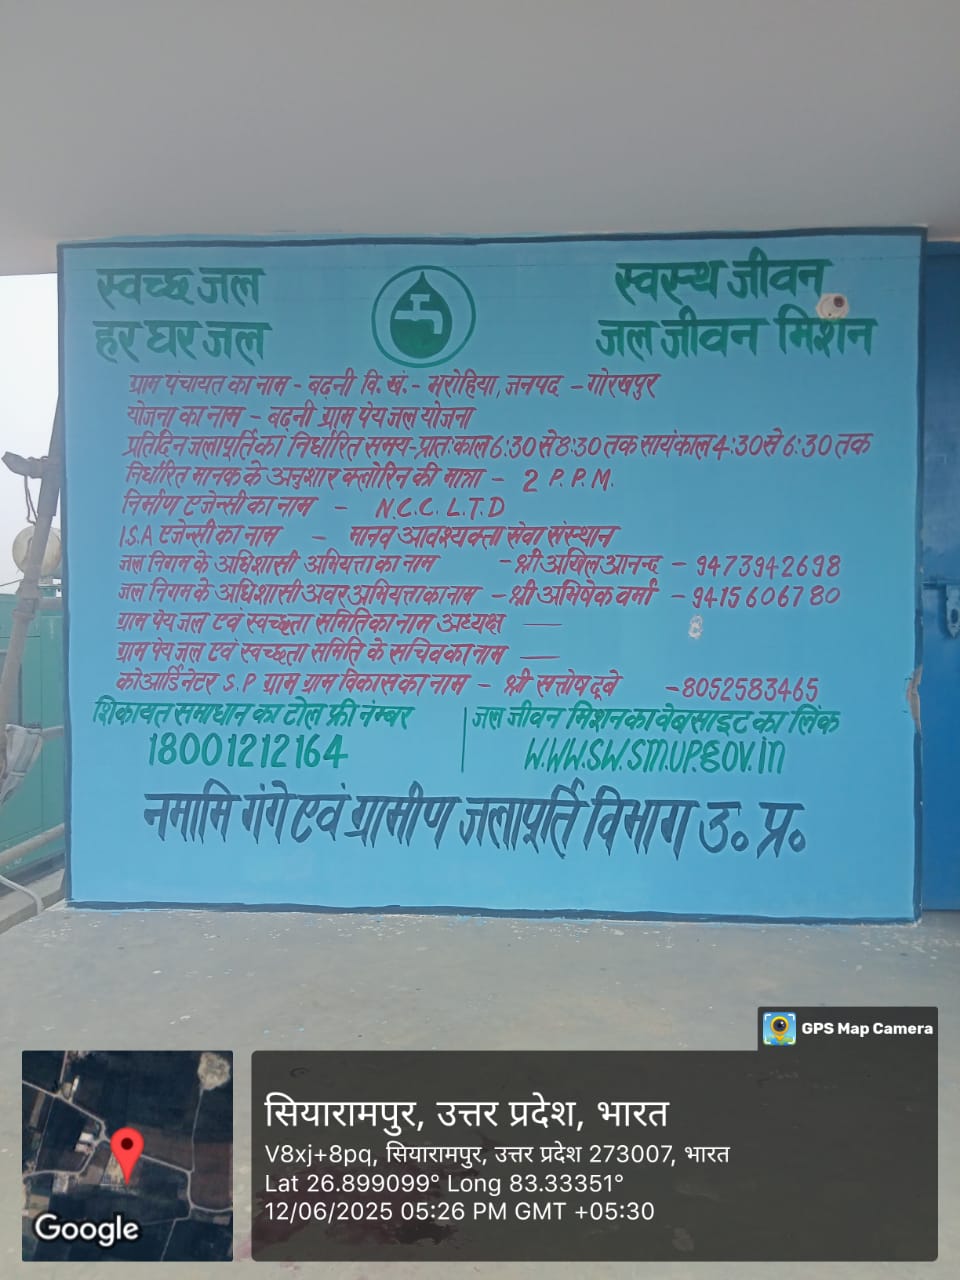 स्वच्छ जल
हर घर जल
स्वस्थ जीवन
जल जीवन मिशन
ग्राम पंचायत का नाम - बढ़नी वि. खं. - भरोहिया, जनपद - गोरखपुर
योजना का नाम - बढ़नी ग्राम पेय जल योजना
प्रतिदिन जलापूर्ति का निर्धारित समय-प्रातःकाल 6:30 से 8:30 तक सायंकाल 4:30 से 6:30 तक
निर्धारित मानक के अनुशार क्लोरिन की मात्रा - 2 P.P.M.
निर्माण एजेन्सी का नाम - N.C.C. L.T.D
I.S.A एजेन्सी का नाम - मानव आवश्यक्ता सेवा संस्थान
जल निगम के अधिशासी अभियत्ता का नाम - श्री अखिल आनन्द - 9473942698
जल निगम के अधिशासी अवर अभियत्ता का नाम - श्री अभिषेक वर्मा - 9415606780
ग्राम पेय जल एवं स्वच्छता समिति का नाम अध्यक्ष —
ग्राम पेय जल एवं स्वच्छता समिति के सचिव का नाम —
कोआर्डिनेटर S.P ग्राम ग्राम विकास का नाम - श्री सत्तोष दूबे - 8052583465
शिकायत समाधान का टोल फ्री नंम्बर
18001212164
जल जीवन मिशन का वेबसाइट का लिंक
W.WW.SW.SM.UP.GOV.in
नमामि गंगे एवं ग्रामीण जलापूर्ति विभाग उ॰ प्र॰
GPS Map Camera
सियारामपुर, उत्तर प्रदेश, भारत
V8xj+8pq, सियारामपुर, उत्तर प्रदेश 273007, भारत
Lat 26.899099° Long 83.33351°
12/06/2025 05:26 PM GMT +05:30
Google